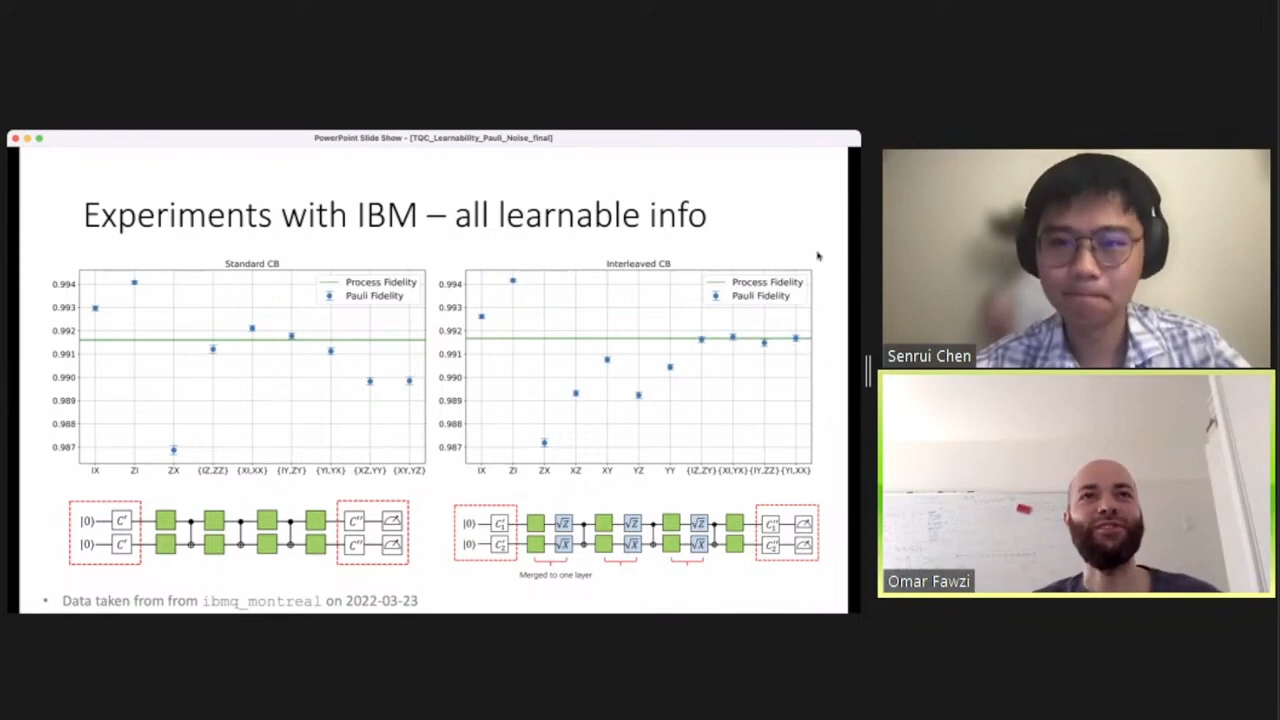 PowerPoint Slide Show - [TQC_Learnability_Pauli_Noise_final]
Experiments with IBM – all learnable info
Standard CB
Process Fidelity
Pauli Fidelity
0.994
0.993
0.992
0.991
0.990
0.989
0.988
0.987
IX ZI ZX {IZ,ZZ} {XI,XX} {IY,ZY} {YI,YX} {XZ,YY} {XY,YZ}
Interleaved CB
Process Fidelity
Pauli Fidelity
0.994
0.993
0.992
0.991
0.990
0.989
0.988
0.987
IX ZI ZX XZ XY YZ YY {IZ,ZY} {XI,YX} {IY,ZZ} {YI,XX}
|0⟩ C′ C′′
|0⟩ C′ C′′
|0⟩ C′₁ √Z √Z √Z C′′₁
|0⟩ C′₂ √X √X √X C′′₂
Merged to one layer
• Data taken from from ibmq_montreal on 2022-03-23
Senrui Chen
Omar Fawzi